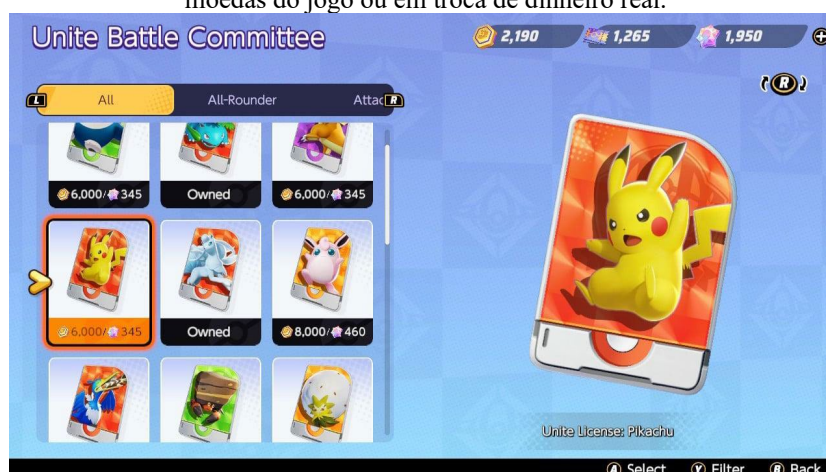 moedas do jogo ou em troca de dinheiro real.
Unite Battle Committee
2,190
1,265
1,950
L
All
All-Rounder
Attac
R
R
6,000/ 345
Owned
6,000/ 345
6,000/ 345
Owned
8,000/ 460
Unite License: Pikachu
A Select
Y Filter
B Back